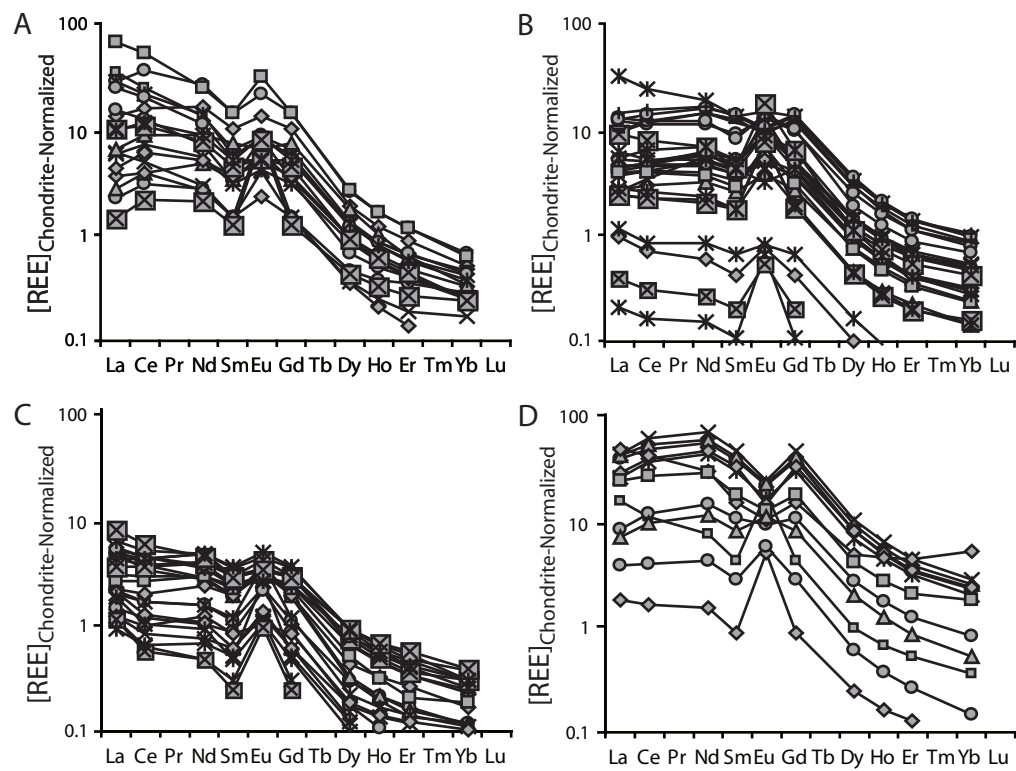 A
100
10
1
0.1
[REE]Chondrite-Normalized
La Ce Pr Nd Sm Eu Gd Tb Dy Ho Er Tm Yb Lu
B
100
10
1
0.1
[REE]Chondrite-Normalized
La Ce Pr Nd Sm Eu Gd Tb Dy Ho Er Tm Yb Lu
C
100
10
1
0.1
[REE]Chondrite-Normalized
La Ce Pr Nd Sm Eu Gd Tb Dy Ho Er Tm Yb Lu
D
100
10
1
0.1
[REE]Chondrite-Normalized
La Ce Pr Nd Sm Eu Gd Tb Dy Ho Er Tm Yb Lu